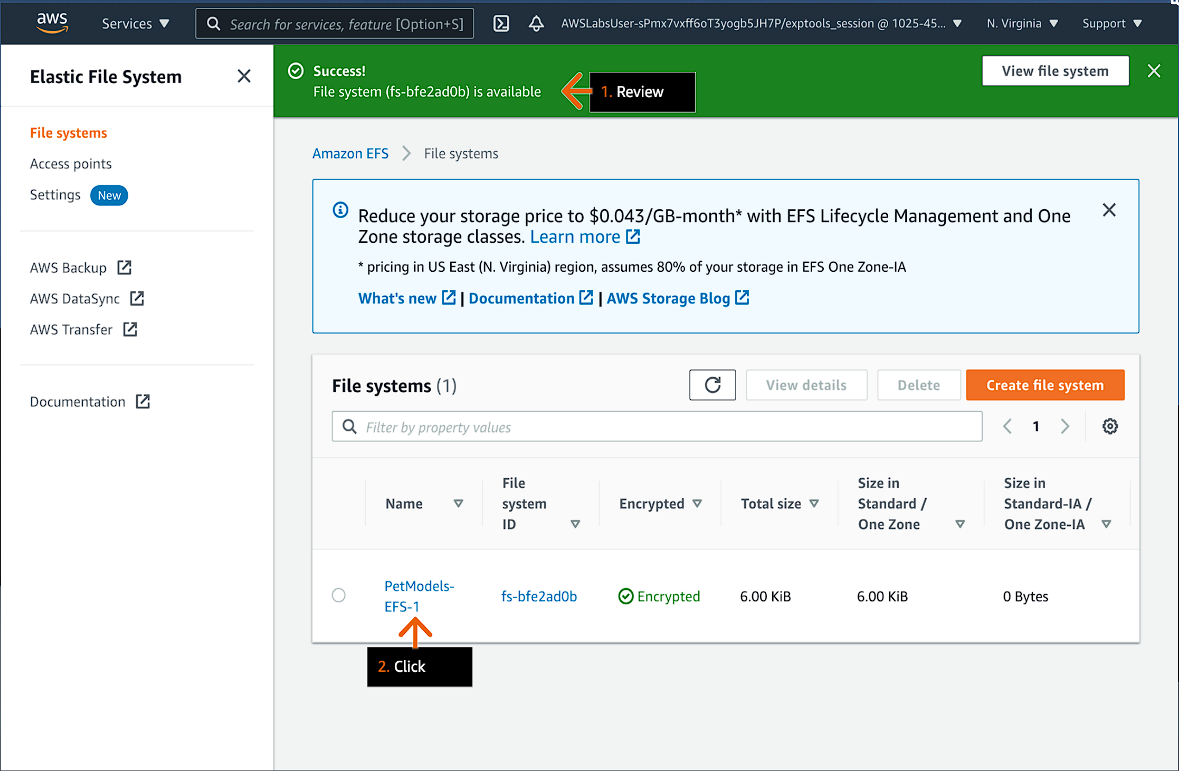 aws
Services
Search for services, feature [Option+S]
AWSLabsUser-sPmx7vxff6oT3yogb5JH7P/exptools_session @ 1025-45...
N. Virginia
Support
Elastic File System
File systems
Access points
Settings New
AWS Backup
AWS DataSync
AWS Transfer
Documentation
Success!
File system (fs-bfe2ad0b) is available
1. Review
View file system
Amazon EFS
File systems
Reduce your storage price to $0.043/GB-month* with EFS Lifecycle Management and One
Zone storage classes. Learn more
* pricing in US East (N. Virginia) region, assumes 80% of your storage in EFS One Zone-IA
What's new | Documentation | AWS Storage Blog
File systems (1)
View details
Delete
Create file system
Filter by property values
1
Name
File
system
ID
Encrypted
Total size
Size in
Standard /
One Zone
Size in
Standard-IA /
One Zone-IA
PetModels-
EFS-1
fs-bfe2ad0b
Encrypted
6.00 KiB
6.00 KiB
0 Bytes
2. Click